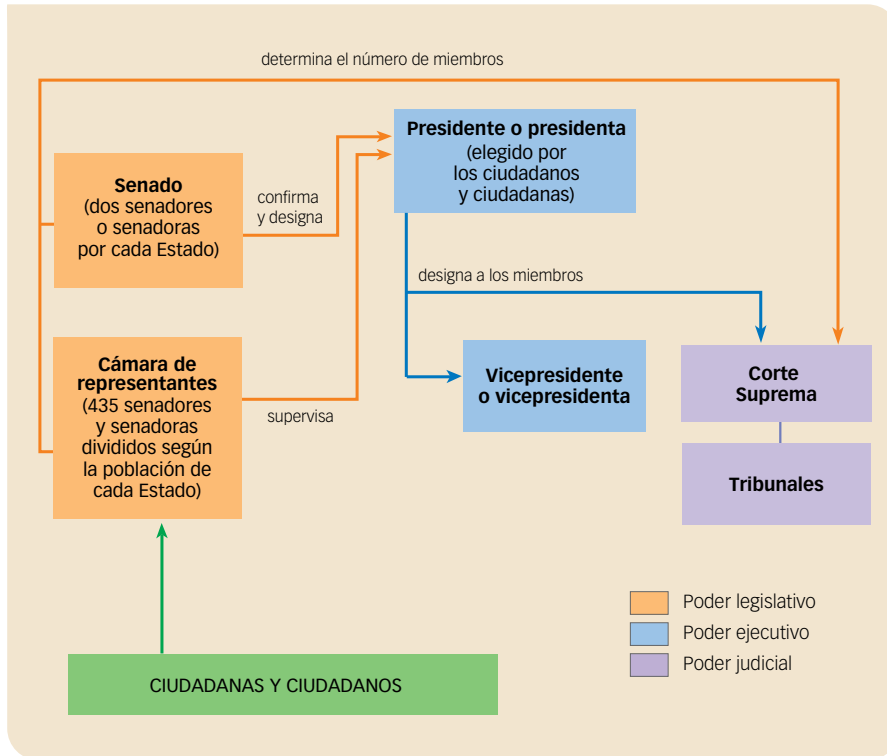 determina el número de miembros
Presidente o presidenta
(elegido por
los ciudadanos
y ciudadanas)
Senado
(dos senadores
o senadoras
por cada Estado)
confirma
y designa
designa a los miembros
Cámara de
representantes
(435 senadores
y senadoras
divididos según
la población de
cada Estado)
supervisa
Vicepresidente
o vicepresidenta
Corte
Suprema
Tribunales
Poder legislativo
Poder ejecutivo
Poder judicial
CIUDADANAS Y CIUDADANOS